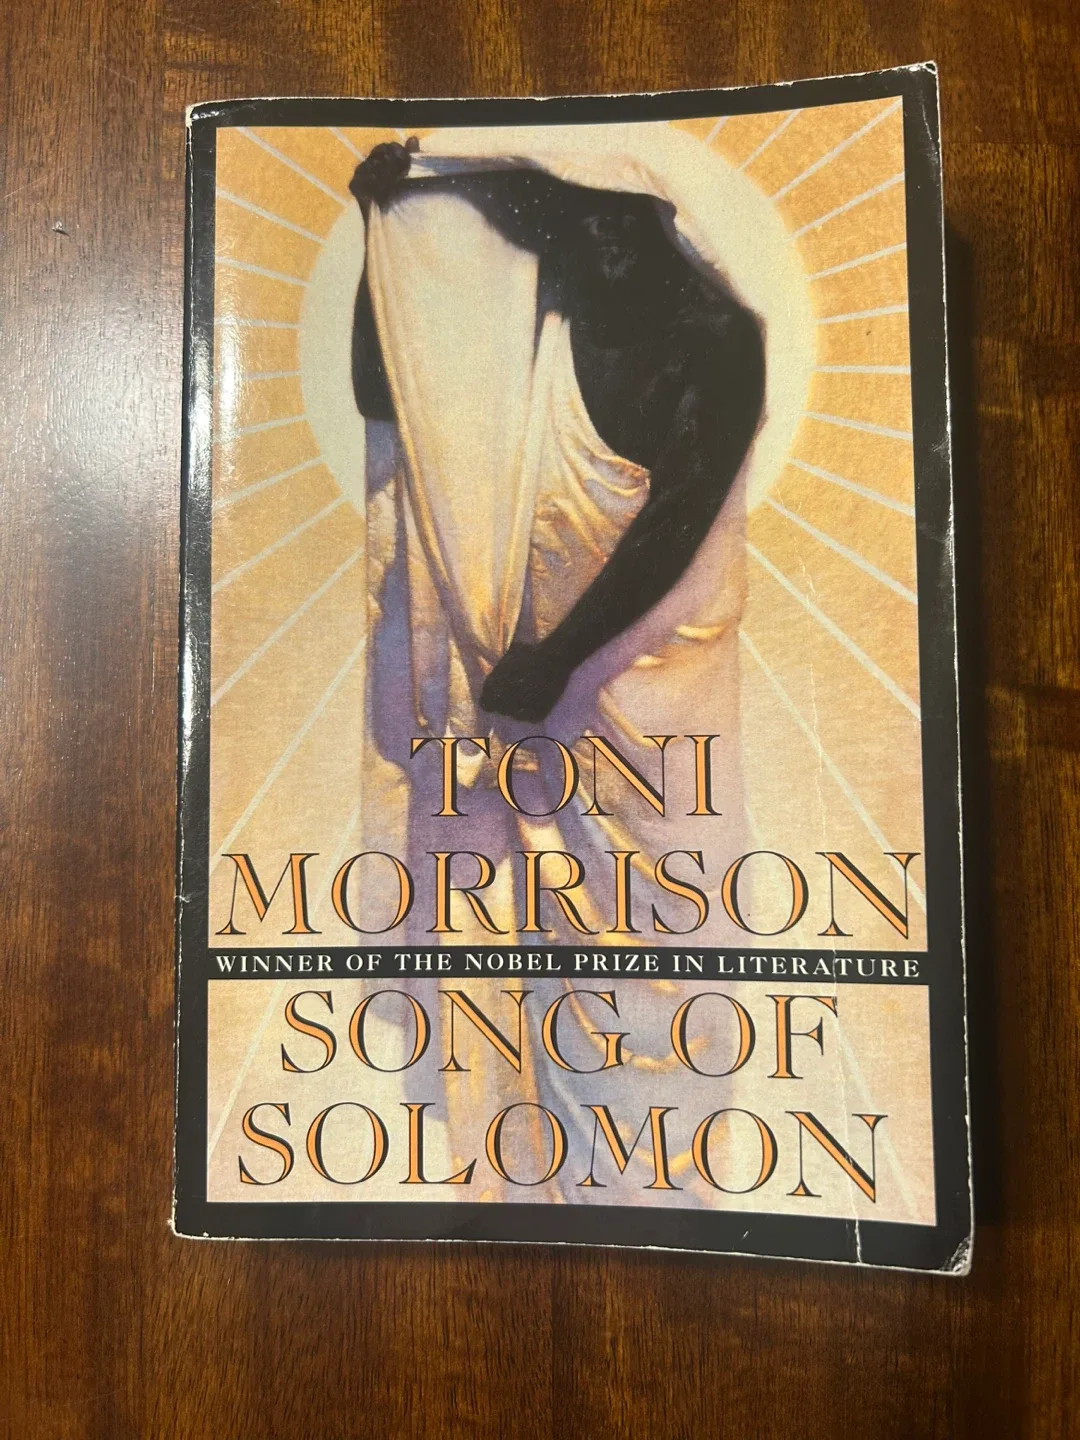 TONI
MORRISON
WINNER OF THE NOBEL PRIZE IN LITERATURE
SONG OF
SOLOMON